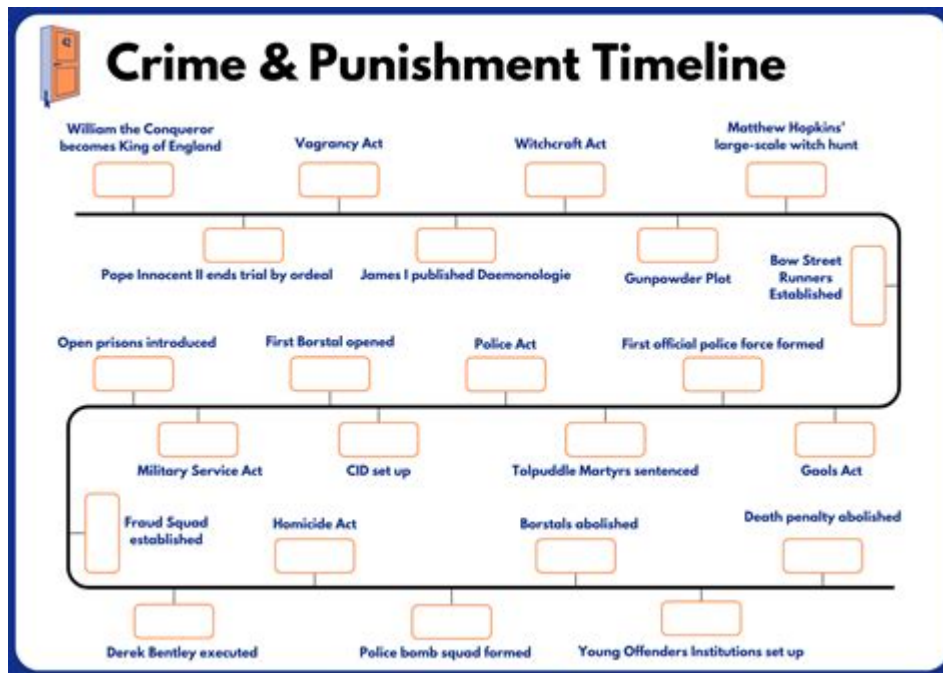 42
Crime & Punishment Timeline
William the Conqueror
becomes King of England
Vagrancy Act
Witchcraft Act
Matthew Hopkins'
large-scale witch hunt
Pope Innocent II ends trial by ordeal
James I published Daemonologie
Gunpowder Plot
Bow Street
Runners
Established
Open prisons introduced
First Borstal opened
Police Act
First official police force formed
Military Service Act
CID set up
Tolpuddle Martyrs sentenced
Gaols Act
Fraud Squad
established
Homicide Act
Borstals abolished
Death penalty abolished
Derek Bentley executed
Police bomb squad formed
Young Offenders Institutions set up